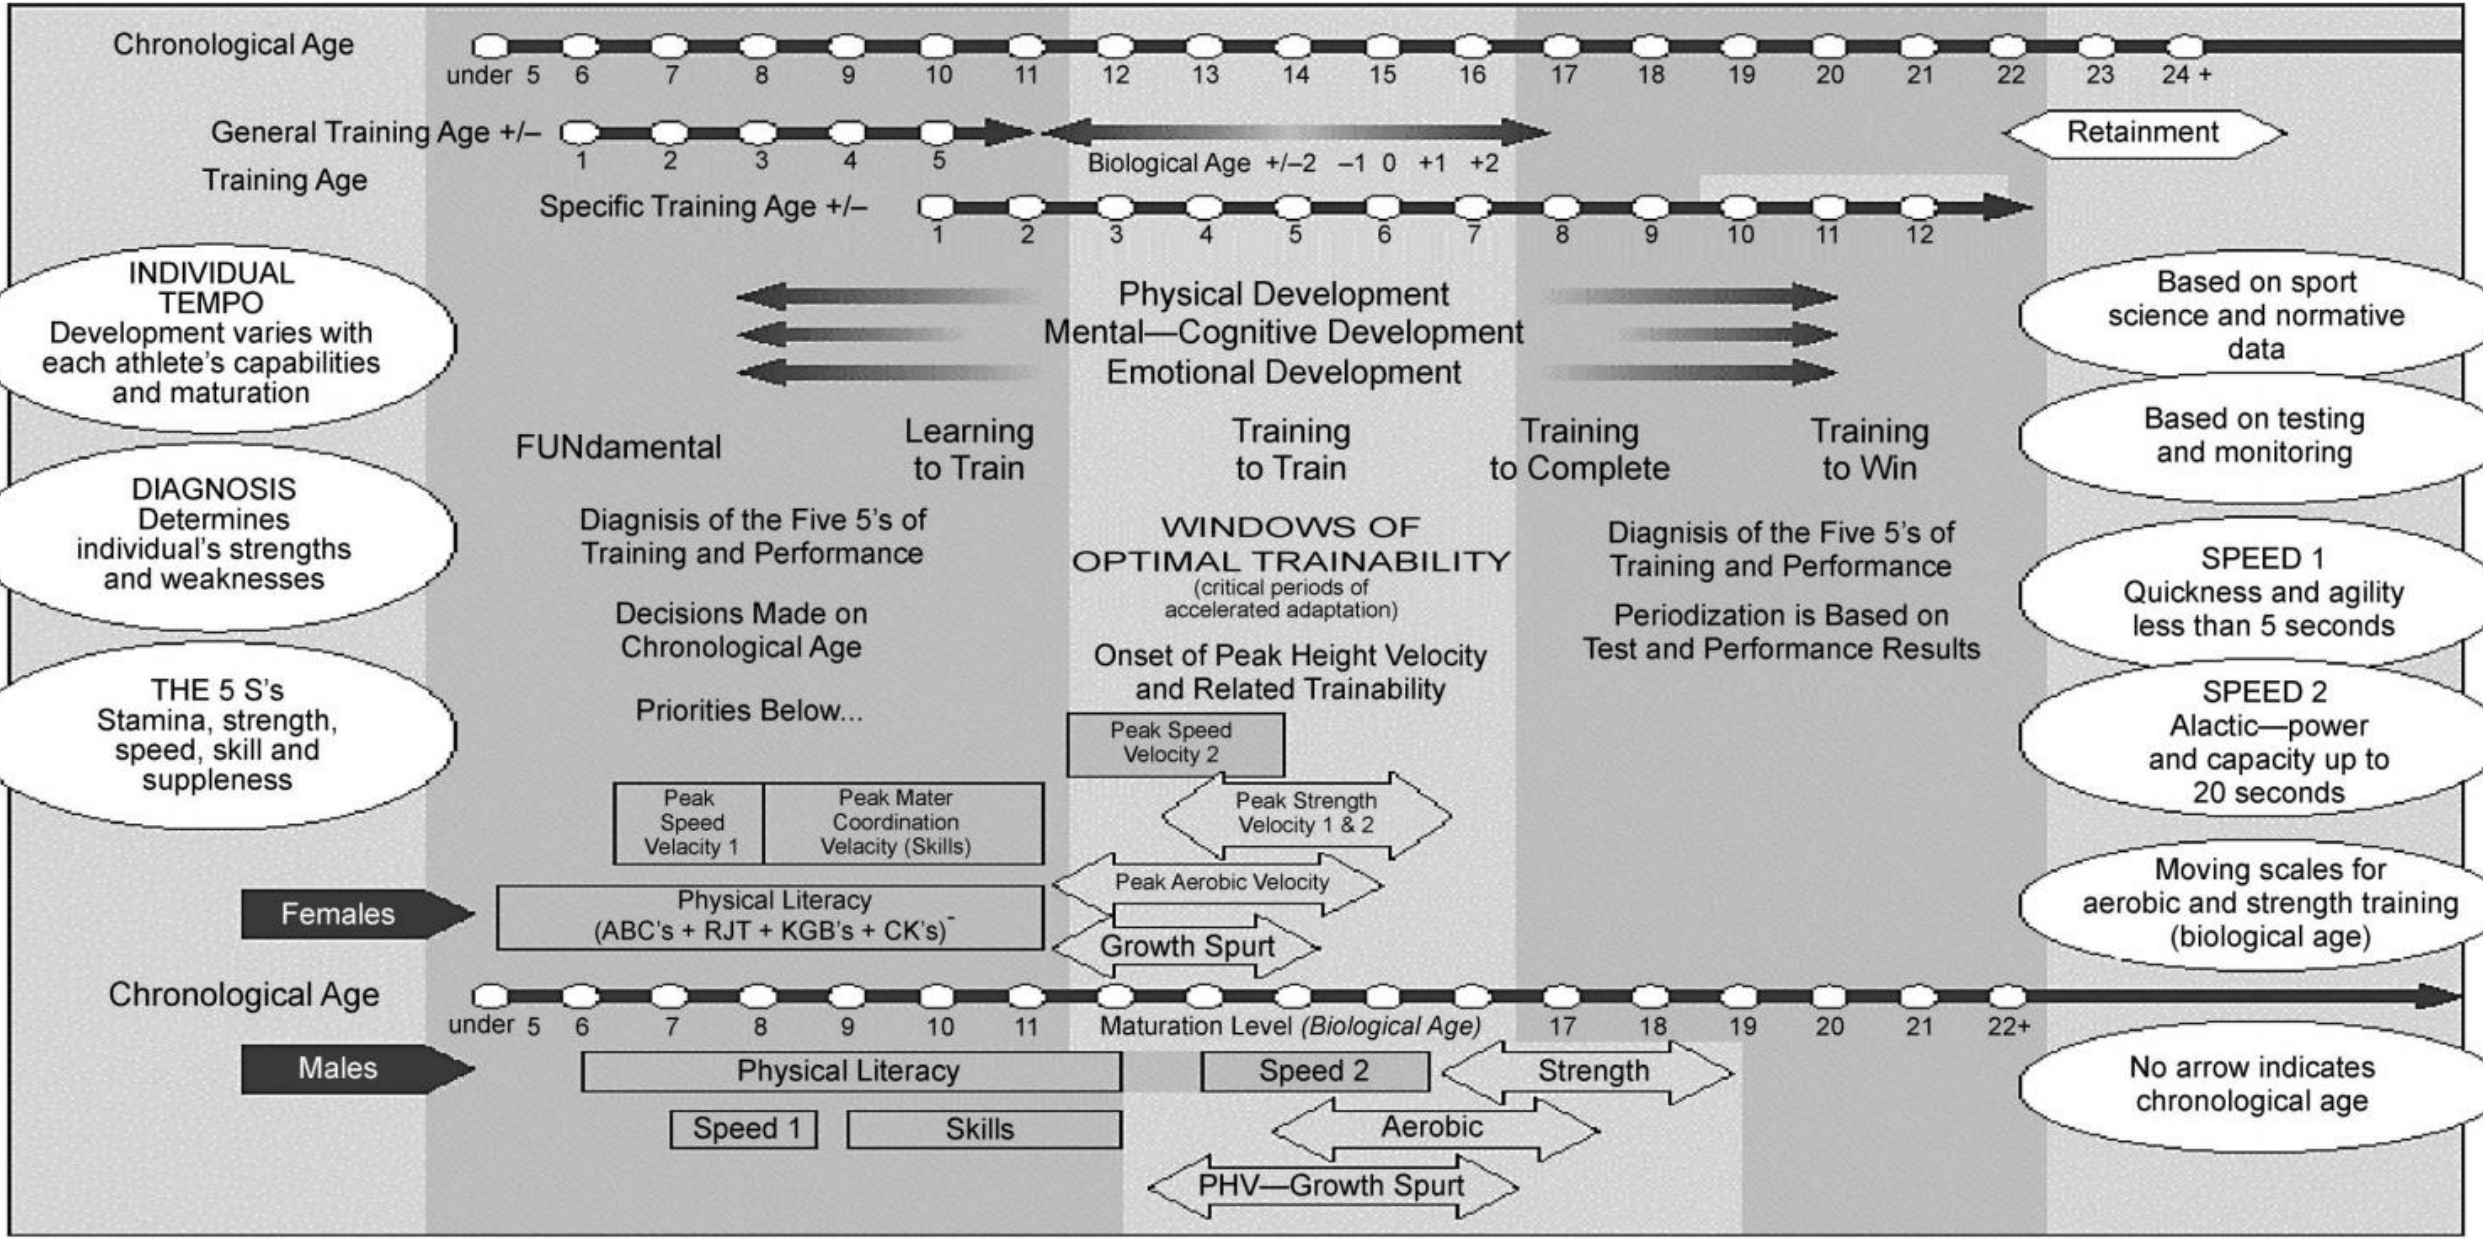 Chronological Age
under 5 6 7 8 9 10 11 12 13 14 15 16 17 18 19 20 21 22 23 24 +
General Training Age +/–
1 2 3 4 5
Biological Age +/–2 –1 0 +1 +2
Retainment
Training Age
Specific Training Age +/–
1 2 3 4 5 6 7 8 9 10 11 12
INDIVIDUAL
TEMPO
Development varies with
each athlete's capabilities
and maturation
DIAGNOSIS
Determines
individual's strengths
and weaknesses
THE 5 S's
Stamina, strength,
speed, skill and
suppleness
Physical Development
Mental—Cognitive Development
Emotional Development
FUNdamental
Learning
to Train
Training
to Train
Training
to Complete
Training
to Win
Diagnisis of the Five 5's of
Training and Performance
Decisions Made on
Chronological Age
Priorities Below...
WINDOWS OF
OPTIMAL TRAINABILITY
(critical periods of
accelerated adaptation)
Onset of Peak Height Velocity
and Related Trainability
Diagnisis of the Five 5's of
Training and Performance
Periodization is Based on
Test and Performance Results
Based on sport
science and normative
data
Based on testing
and monitoring
SPEED 1
Quickness and agility
less than 5 seconds
SPEED 2
Alactic—power
and capacity up to
20 seconds
Moving scales for
aerobic and strength training
(biological age)
No arrow indicates
chronological age
Peak Speed
Velocity 2
Peak
Speed
Velacity 1
Peak Mater
Coordination
Velacity (Skills)
Peak Strength
Velocity 1 & 2
Peak Aerobic Velocity
Females
Physical Literacy
(ABC's + RJT + KGB's + CK's)¯
Growth Spurt
Chronological Age
under 5 6 7 8 9 10 11 Maturation Level (Biological Age) 17 18 19 20 21 22+
Males
Physical Literacy
Speed 2
Strength
Speed 1
Skills
Aerobic
PHV—Growth Spurt